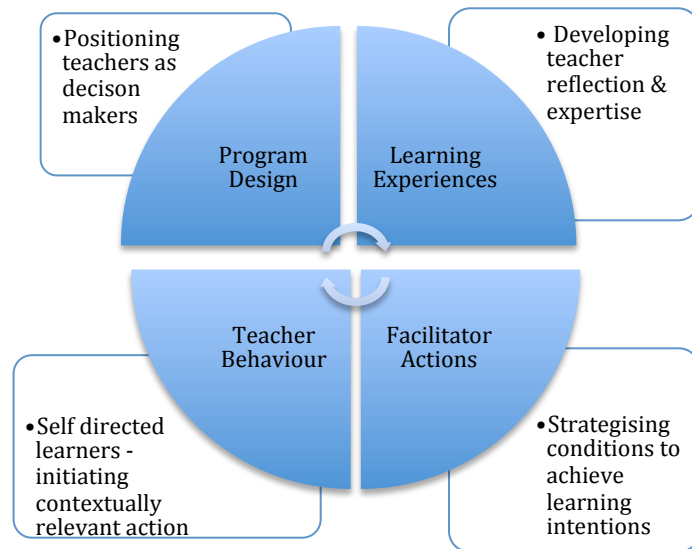 •Positioning
teachers as
decison
makers
• Developing
teacher
reflection &
expertise
Program
Design
Learning
Experiences
Teacher
Behaviour
Facilitator
Actions
•Self directed
learners -
initiating
contextually
relevant action
•Strategising
conditions to
achieve
learning
intentions